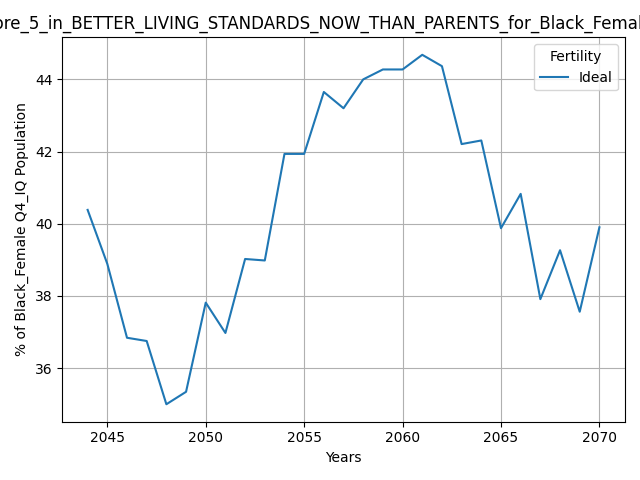 ore_5_in_BETTER_LIVING_STANDARDS_NOW_THAN_PARENTS_for_Black_Femal
Fertility
Ideal
% of Black_Female Q4_IQ Population
44
42
40
38
36
2045 2050 2055 2060 2065 2070
Years